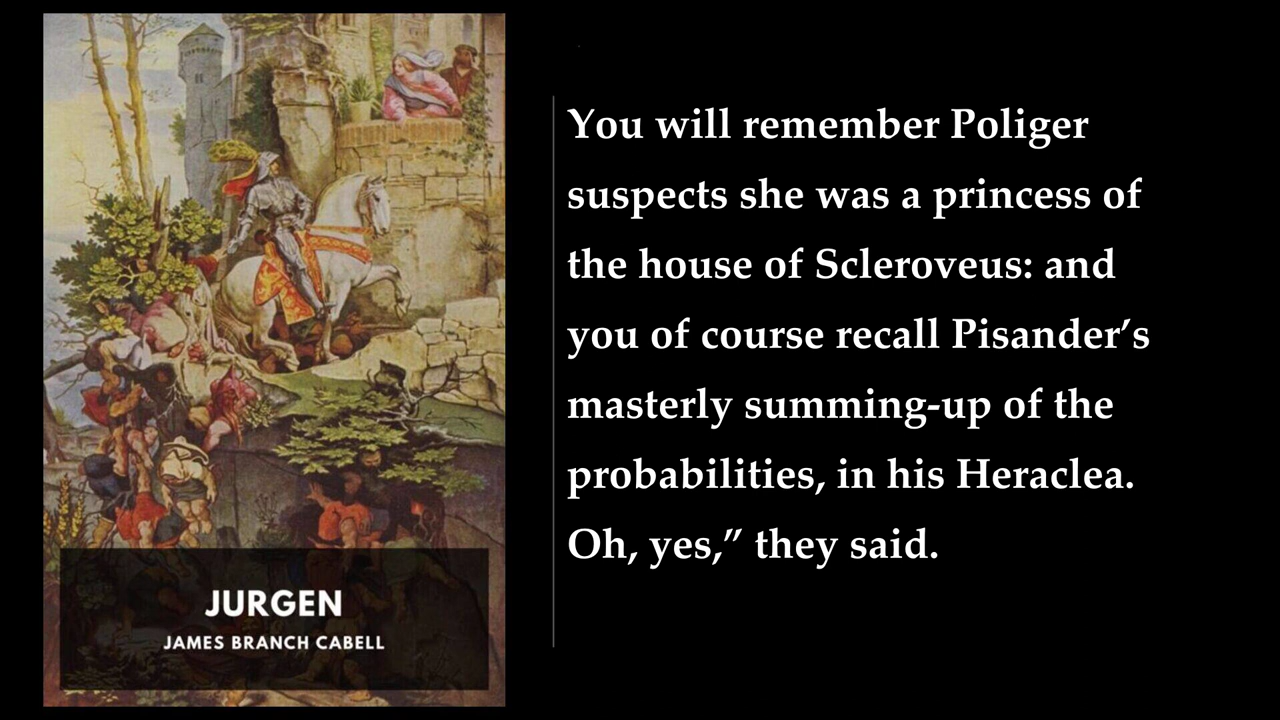 You will remember Poliger
suspects she was a princess of
the house of Scleroveus: and
you of course recall Pisander’s
masterly summing-up of the
probabilities, in his Heraclea.
Oh, yes,” they said.
JURGEN
JAMES BRANCH CABELL